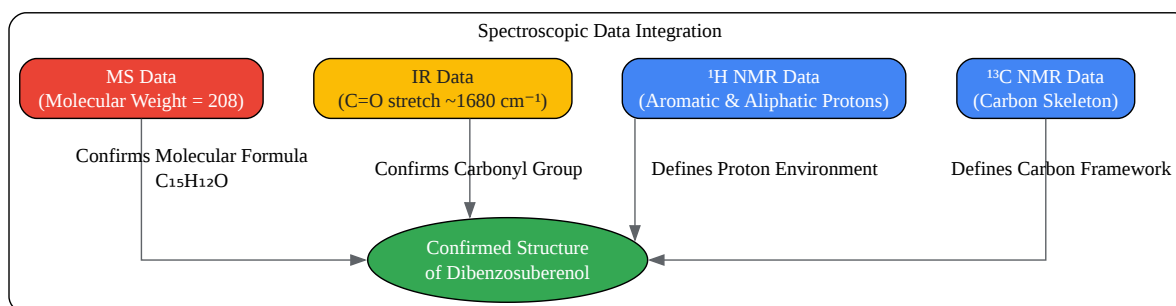 Spectroscopic Data Integration
MS Data
(Molecular Weight = 208)
IR Data
(C=O stretch ~1680 cm⁻¹)
¹H NMR Data
(Aromatic & Aliphatic Protons)
¹³C NMR Data
(Carbon Skeleton)
Confirms Molecular Formula
C₁₅H₁₂O
Confirms Carbonyl Group
Defines Proton Environment
Defines Carbon Framework
Confirmed Structure
of Dibenzosuberenol